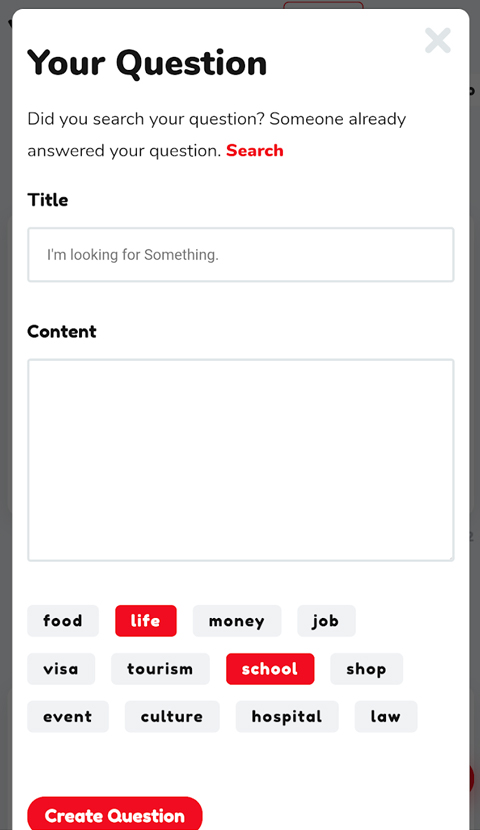 Your Question
Did you search your question? Someone already
answered your question. Search
Title
I'm looking for Something.
Content
food life money job
visa tourism school shop
event culture hospital law
Create Question